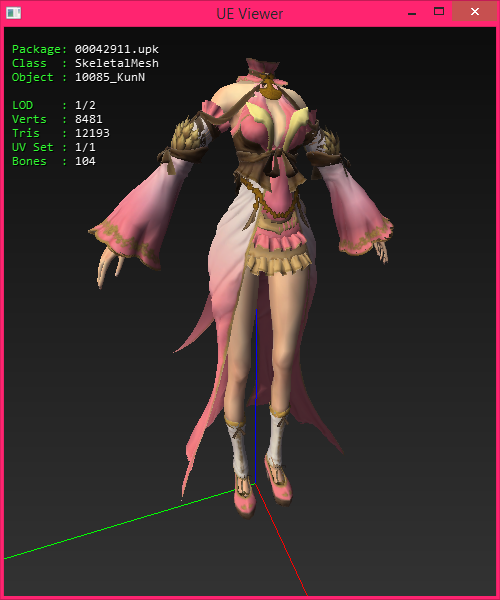 UE Viewer
Package: 00042911.upk
Class : SkeletalMesh
Object : 10085_KunN
LOD : 1/2
Verts : 8481
Tris : 12193
UV Set : 1/1
Bones : 104